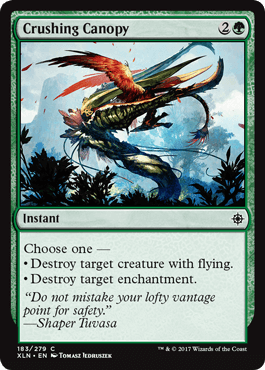 Crushing Canopy 2
Instant
Choose one —
• Destroy target creature with flying.
• Destroy target enchantment.
“Do not mistake your lofty vantage
point for safety.”
—Shaper Tuvasa
183/279 C
XLN • EN Tomasz Jedruszek
™ & © 2017 Wizards of the Coast